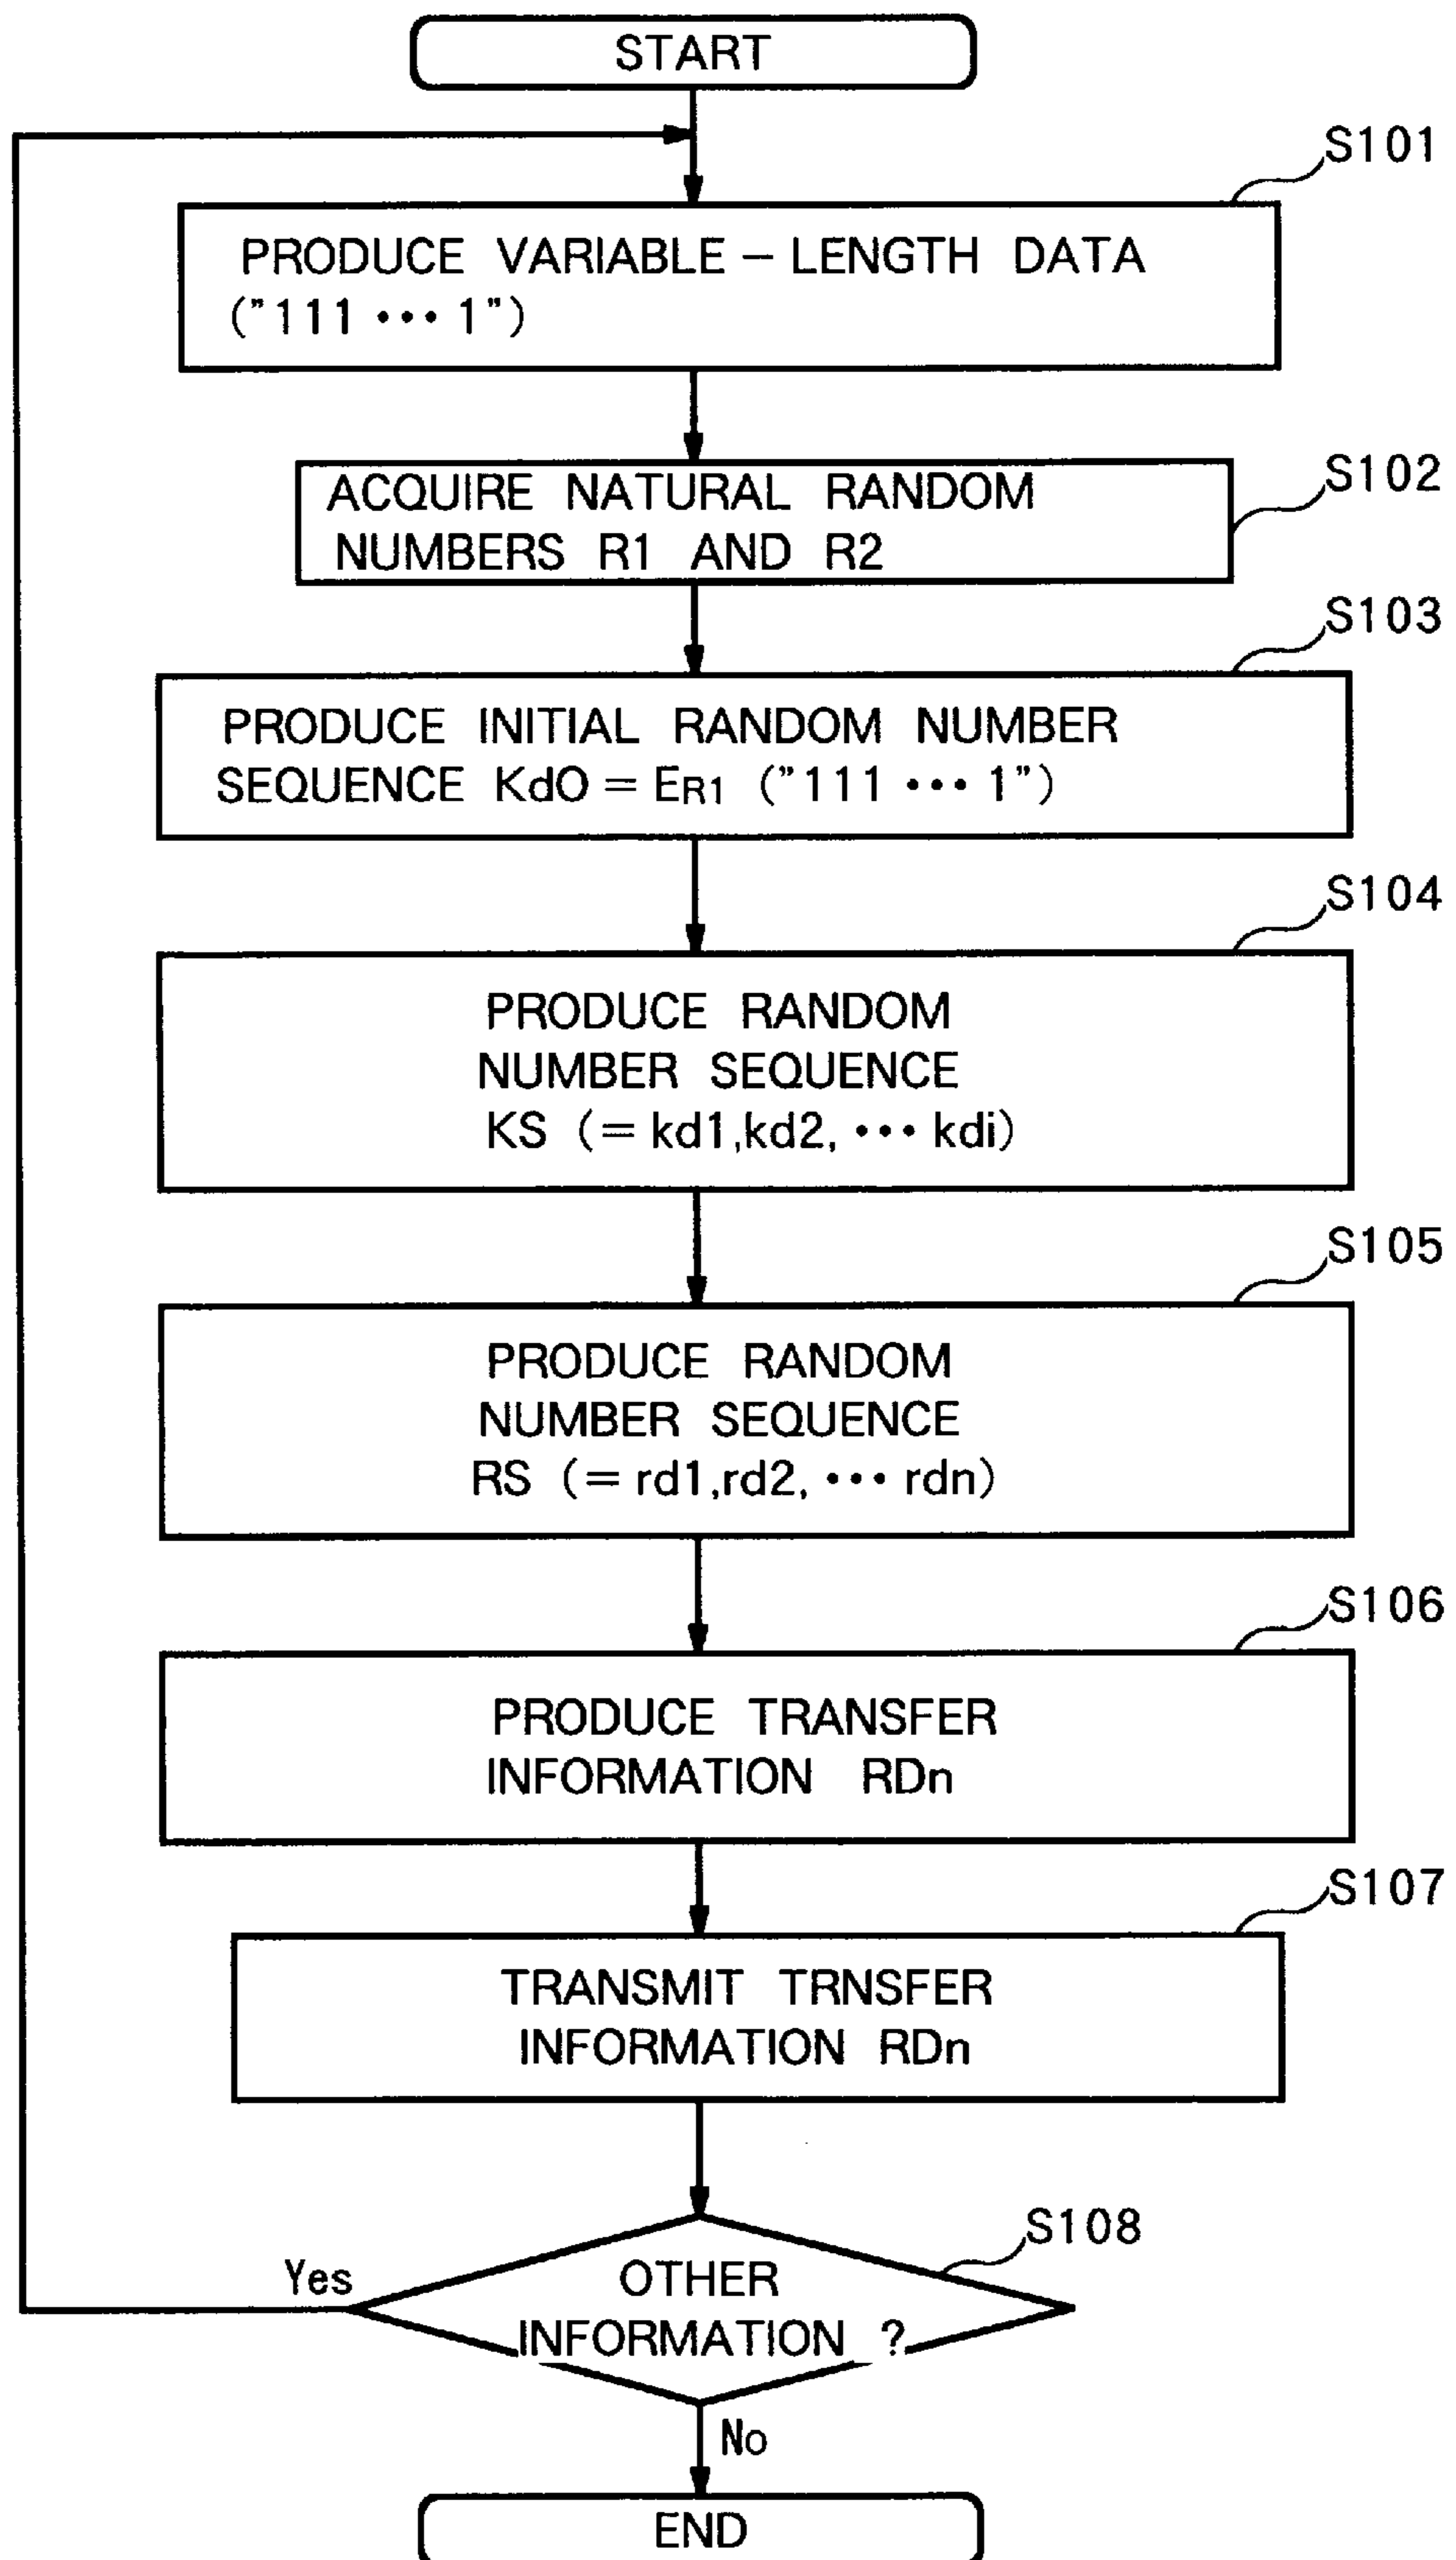 START
S101
PRODUCE VARIABLE – LENGTH DATA
("111 ••• 1")
S102
ACQUIRE NATURAL RANDOM
NUMBERS R1 AND R2
S103
PRODUCE INITIAL RANDOM NUMBER
SEQUENCE Kd0 = ER1 ("111 ••• 1")
S104
PRODUCE RANDOM
NUMBER SEQUENCE
KS (= kd1,kd2, ••• kdi)
S105
PRODUCE RANDOM
NUMBER SEQUENCE
RS (= rd1,rd2, ••• rdn)
S106
PRODUCE TRANSFER
INFORMATION RDn
S107
TRANSMIT TRNSFER
INFORMATION RDn
S108
Yes
OTHER
INFORMATION ?
No
END